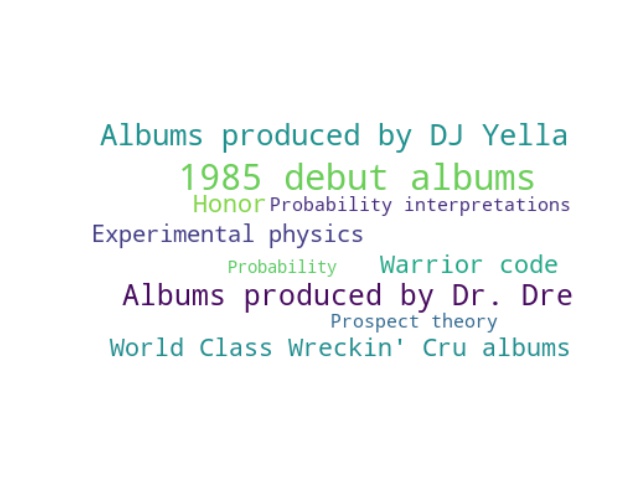 Albums produced by DJ Yella
1985 debut albums
Honor Probability interpretations
Experimental physics
Probability Warrior code
Albums produced by Dr. Dre
Prospect theory
World Class Wreckin' Cru albums